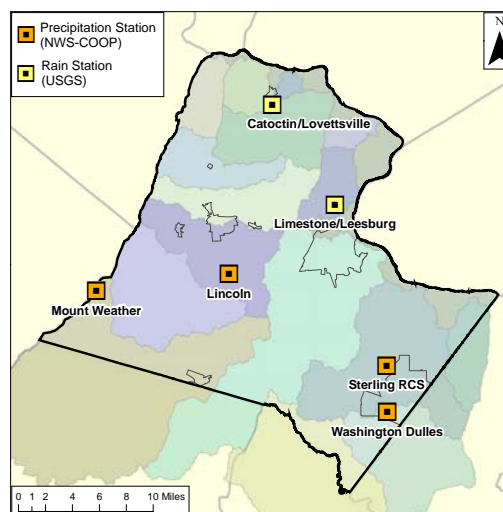 Precipitation Station
(NWS-COOP)
Rain Station
(USGS)
N
Catoctin/Lovettsville
Limestone/Leesburg
Lincoln
Mount Weather
Sterling RCS
Washington Dulles
0 1 2 4 6 8 10 Miles